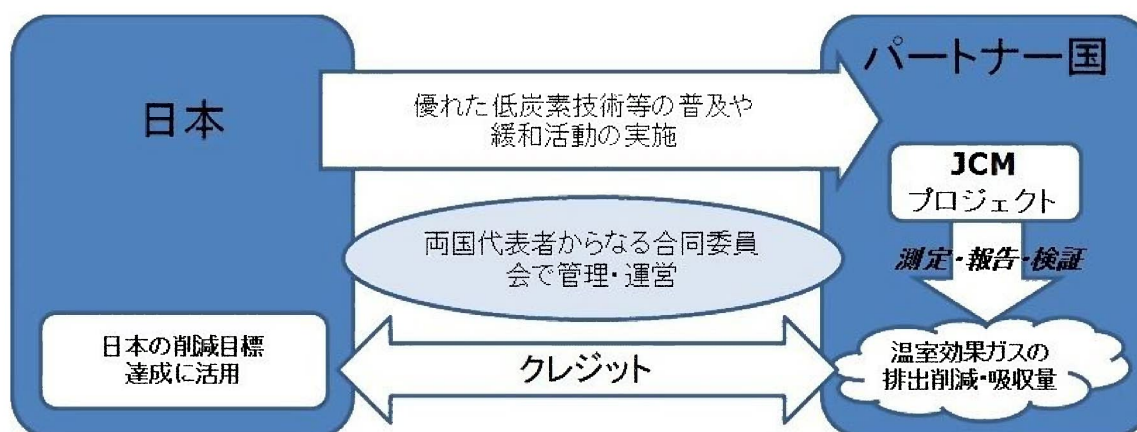 日本
優れた低炭素技術等の普及や
緩和活動の実施
パートナー国
JCM
プロジェクト
両国代表者からなる合同委員
会で管理・運営
測定・報告・検証
日本の削減目標
達成に活用
クレジット
温室効果ガスの
排出削減・吸収量